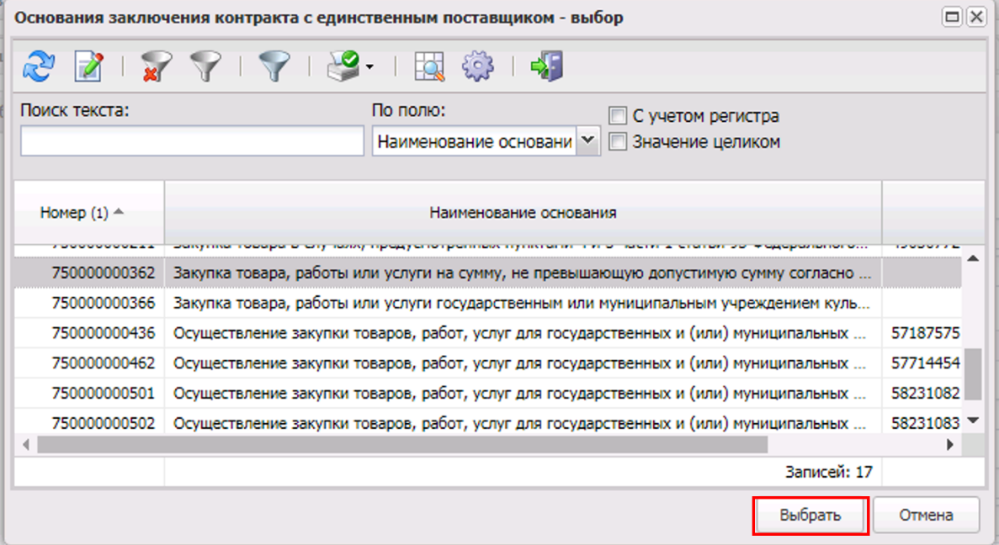 Основания заключения контракта с единственным поставщиком - выбор
Поиск текста:
По полю:
С учетом регистра
Наименование основани
Значение целиком
Номер (1)
Наименование основания
750000000362 Закупка товара, работы или услуги на сумму, не превышающую допустимую сумму согласно ...
750000000366 Закупка товара, работы или услуги государственным или муниципальным учреждением куль...
750000000436 Осуществление закупки товаров, работ, услуг для государственных и (или) муниципальных ... 57187575
750000000462 Осуществление закупки товаров, работ, услуг для государственных и (или) муниципальных ... 57714454
750000000501 Осуществление закупки товаров, работ, услуг для государственных и (или) муниципальных ... 58231082
750000000502 Осуществление закупки товаров, работ, услуг для государственных и (или) муниципальных ... 58231083
Записей: 17
Выбрать
Отмена